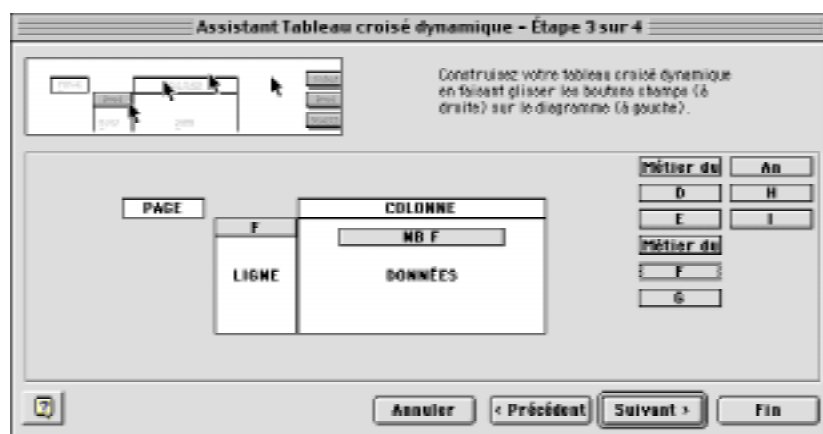 Assistant Tableau croisé dynamique – Étape 3 sur 4
Construisez votre tableau croisé dynamique
en faisant glisser les boutons champs (à
droite) sur le diagramme (à gauche).
Métier du An
D H
PAGE COLONNE E I
F NB F Métier du
LIGNE DONNÉES F
G
Annuler < Précédent Suivant > Fin